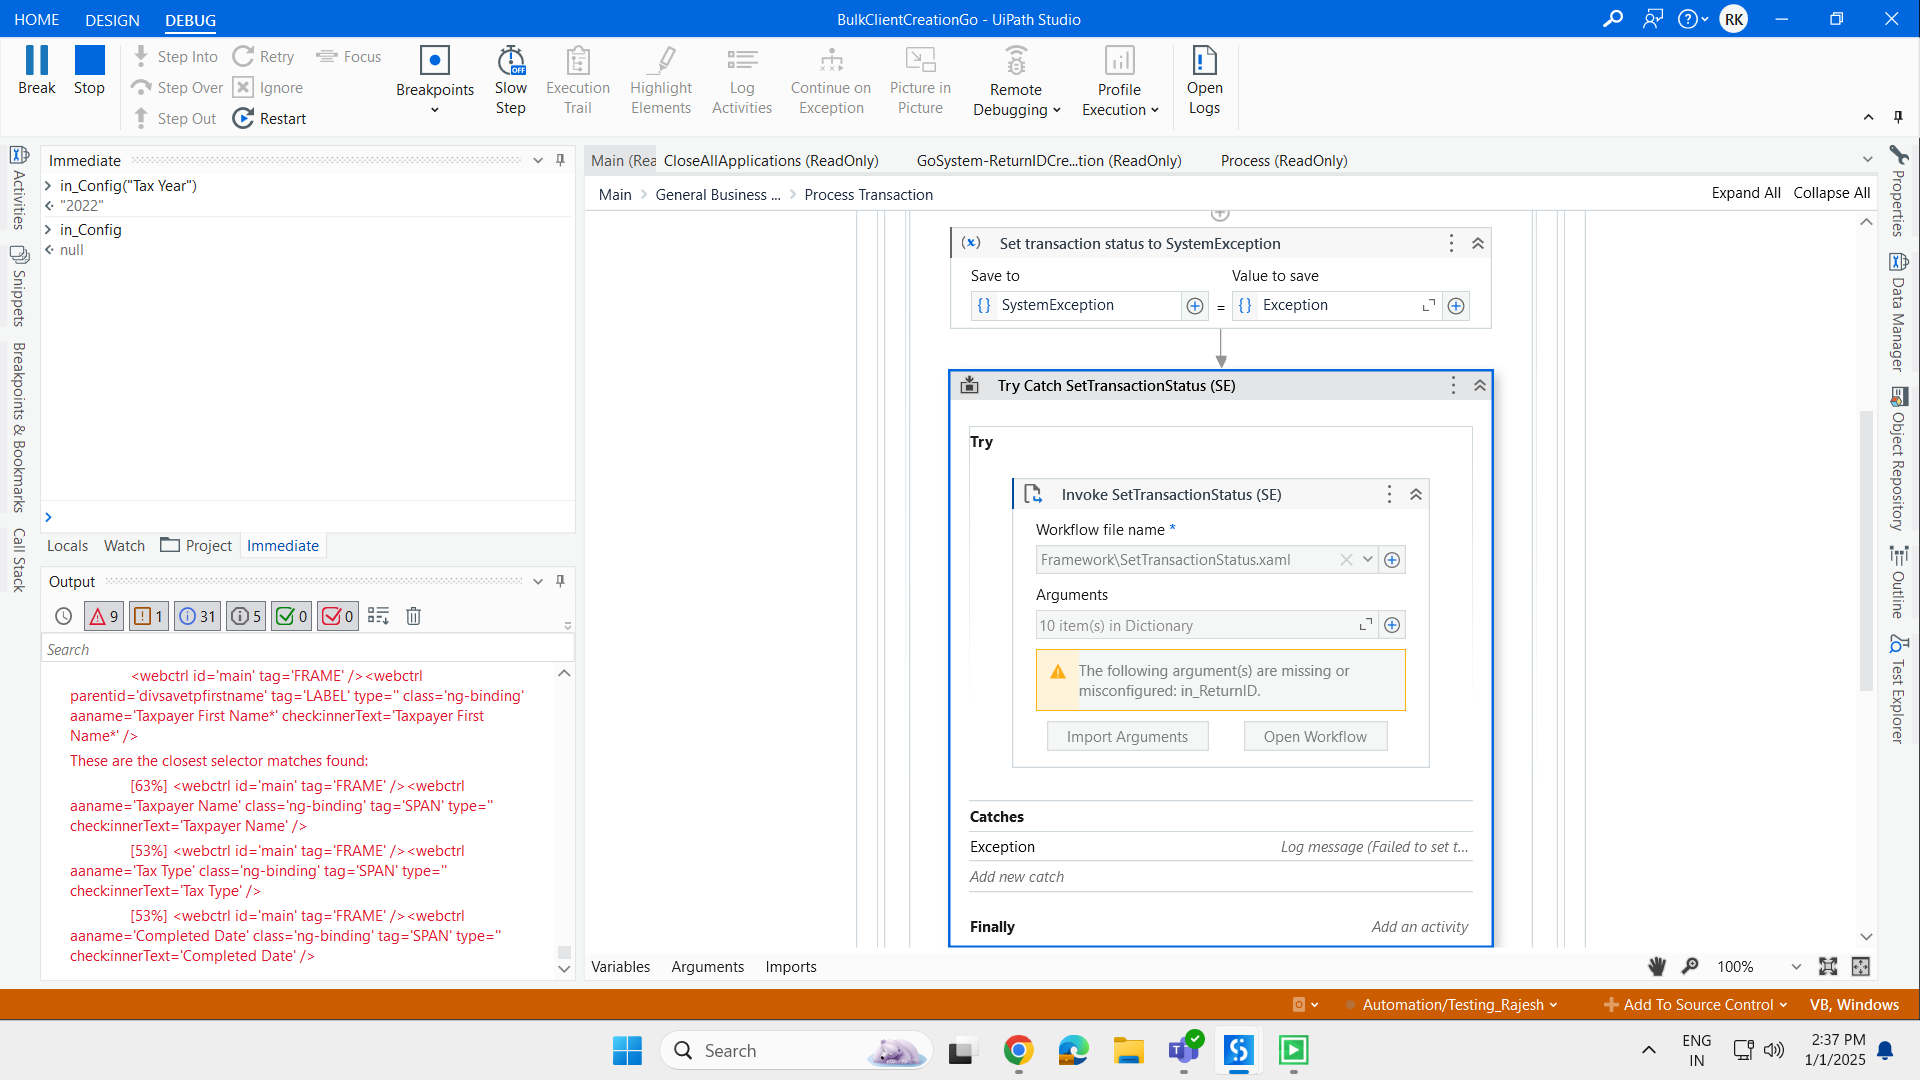 HOME DESIGN DEBUG
BulkClientCreationGo - UiPath Studio
RK
Break
Stop
Step Into
Step Over
Step Out
Retry
Ignore
Restart
Focus
Breakpoints
OFF
Slow
Step
Execution
Trail
Highlight
Elements
Log
Activities
Continue on
Exception
Picture in
Picture
Remote
Debugging
Profile
Execution
Open
Logs
Activities
Snippets
Breakpoints & Bookmarks
Call Stack
Immediate
in_Config("Tax Year")
"2022"
in_Config
null
Locals Watch Project Immediate
Output
9 1 31 5 0 0
Search
<webctrl id='main' tag='FRAME' /><webctrl
parentid='divsavetpfirstname' tag='LABEL' type='' class='ng-binding'
aaname='Taxpayer First Name*' check:innerText='Taxpayer First
Name*' />
These are the closest selector matches found:
[63%] <webctrl id='main' tag='FRAME' /><webctrl
aaname='Taxpayer Name' class='ng-binding' tag='SPAN' type=''
check:innerText='Taxpayer Name' />
[53%] <webctrl id='main' tag='FRAME' /><webctrl
aaname='Tax Type' class='ng-binding' tag='SPAN' type=''
check:innerText='Tax Type' />
[53%] <webctrl id='main' tag='FRAME' /><webctrl
aaname='Completed Date' class='ng-binding' tag='SPAN' type=''
check:innerText='Completed Date' />
Main (Rea CloseAllApplications (ReadOnly) GoSystem-ReturnIDCre...tion (ReadOnly) Process (ReadOnly)
Main > General Business ... > Process Transaction
Expand All Collapse All
(x) Set transaction status to SystemException
Save to Value to save
{} SystemException = {} Exception
Try Catch SetTransactionStatus (SE)
Try
Invoke SetTransactionStatus (SE)
Workflow file name *
Framework\SetTransactionStatus.xaml
Arguments
10 item(s) in Dictionary
The following argument(s) are missing or
misconfigured: in_ReturnID.
Import Arguments Open Workflow
Catches
Exception Log message (Failed to set t...
Add new catch
Finally Add an activity
Variables Arguments Imports
100%
Properties
Data Manager
Object Repository
Outline
Test Explorer
Automation/Testing_Rajesh
Add To Source Control
VB, Windows
Search
ENG
IN
2:37 PM
1/1/2025